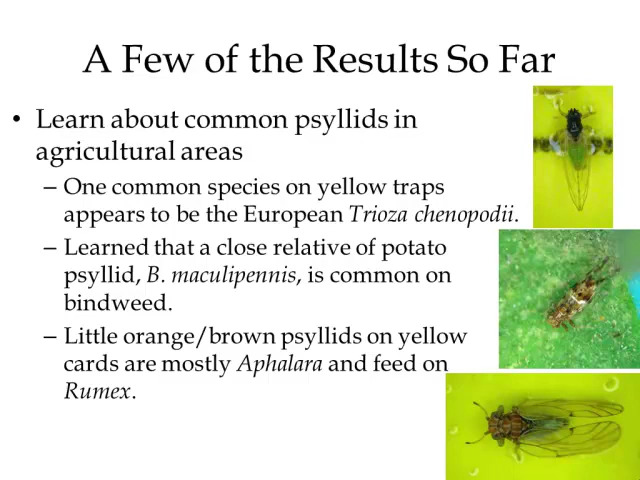 A Few of the Results So Far
• Learn about common psyllids in
agricultural areas
– One common species on yellow traps
appears to be the European Trioza chenopodii.
– Learned that a close relative of potato
psyllid, B. maculipennis, is common on
bindweed.
– Little orange/brown psyllids on yellow
cards are mostly Aphalara and feed on
Rumex.